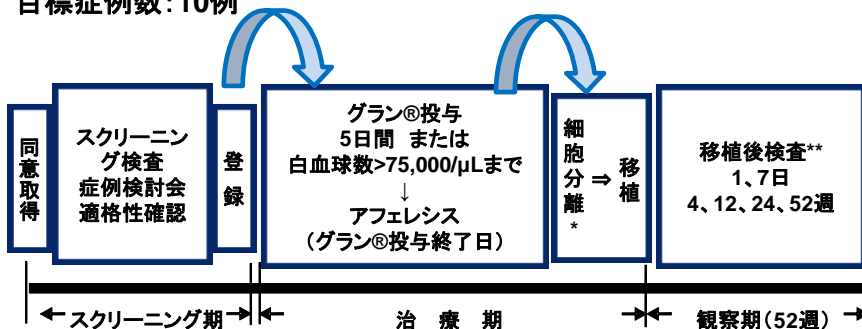 目標症例数:10例
同意取得
スクリーニン
グ検査
症例検討会
適格性確認
登録
グラン®投与
5日間 または
白血球数>75,000/μLまで
↓
アフェレシス
（グラン®投与終了日）
細胞分離* ⇒ 移植
移植後検査**
1、7日
4、12、24、52週
スクリーニング期
治 療 期
観察期(52週)